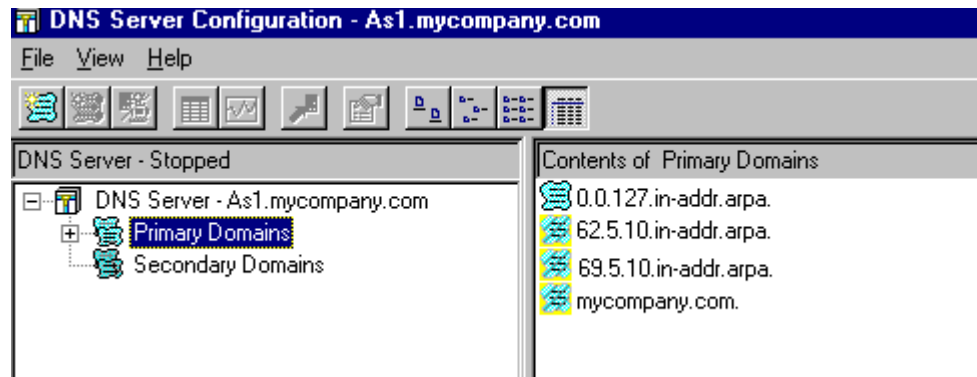 DNS Server Configuration - As1.mycompany.com
File View Help
DNS Server - Stopped
DNS Server - As1.mycompany.com
Primary Domains
Secondary Domains
Contents of Primary Domains
0.0.127.in-addr.arpa.
62.5.10.in-addr.arpa.
69.5.10.in-addr.arpa.
mycompany.com.